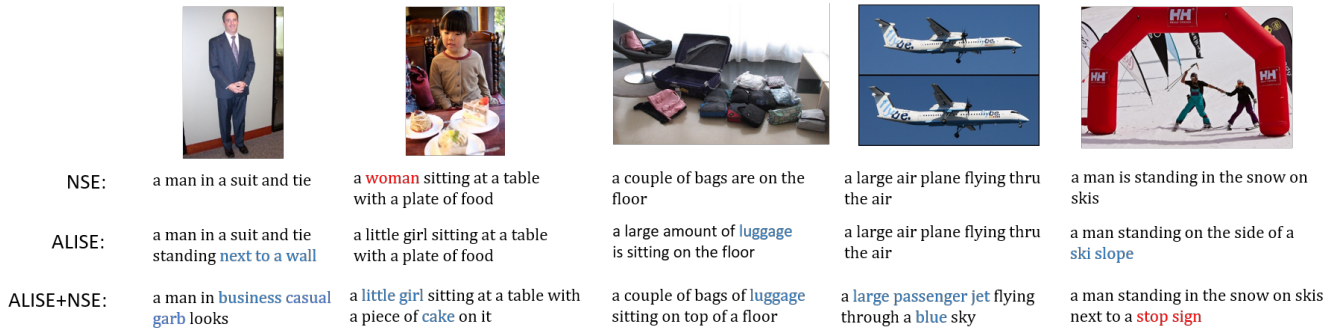 HH
HH
HH
be.
be.
NSE:
a man in a suit and tie
a woman sitting at a table
with a plate of food
a couple of bags are on the
floor
a large air plane flying thru
the air
a man is standing in the snow on
skis
ALISE:
a man in a suit and tie
standing next to a wall
a little girl sitting at a table
with a plate of food
a large amount of luggage
is sitting on the floor
a large air plane flying thru
the air
a man standing on the side of a
ski slope
ALISE+NSE:
a man in business casual
garb looks
a little girl sitting at a table with
a piece of cake on it
a couple of bags of luggage
sitting on top of a floor
a large passenger jet flying
through a blue sky
a man standing in the snow on skis
next to a stop sign